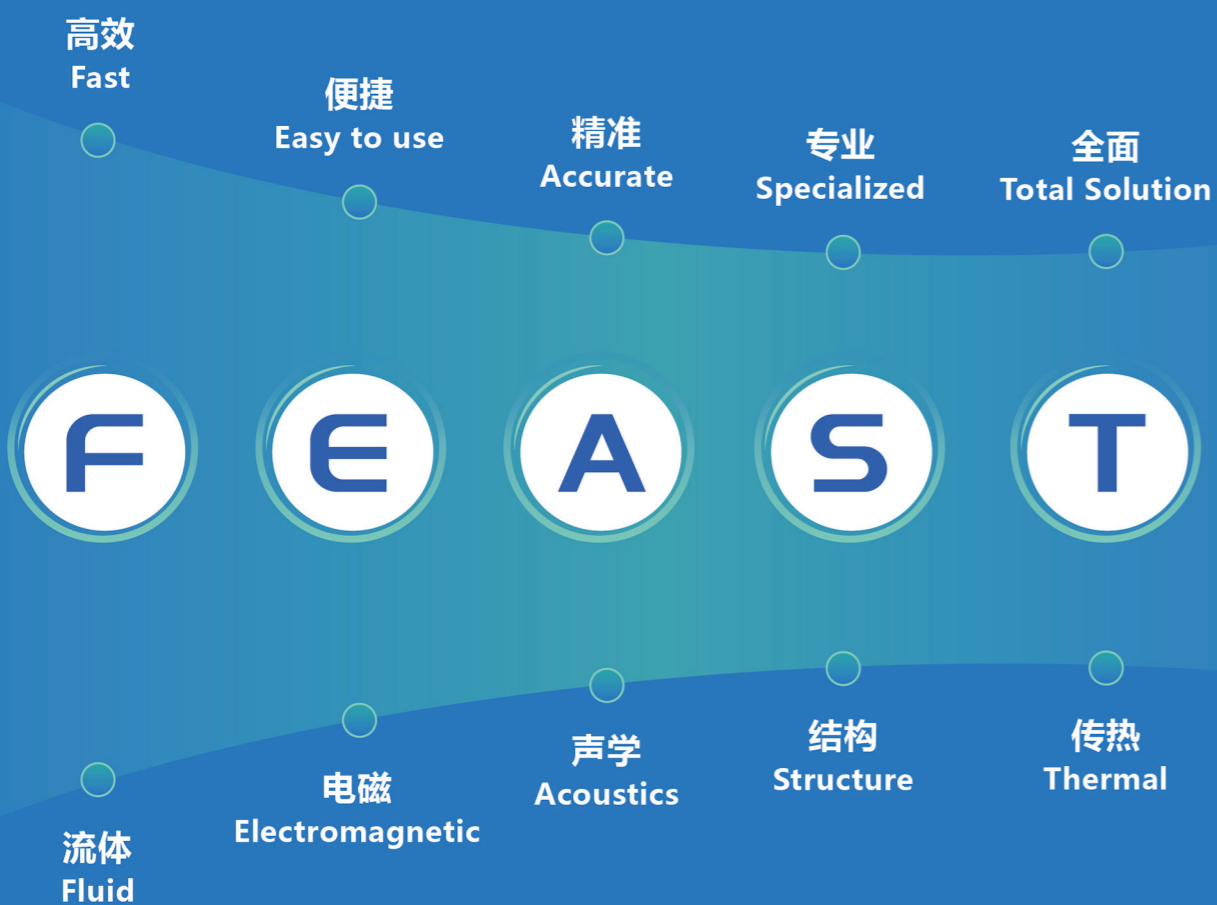 高效
Fast
便捷
Easy to use
精准
Accurate
专业
Specialized
全面
Total Solution
F E A S T
流体
Fluid
电磁
Electromagnetic
声学
Acoustics
结构
Structure
传热
Thermal